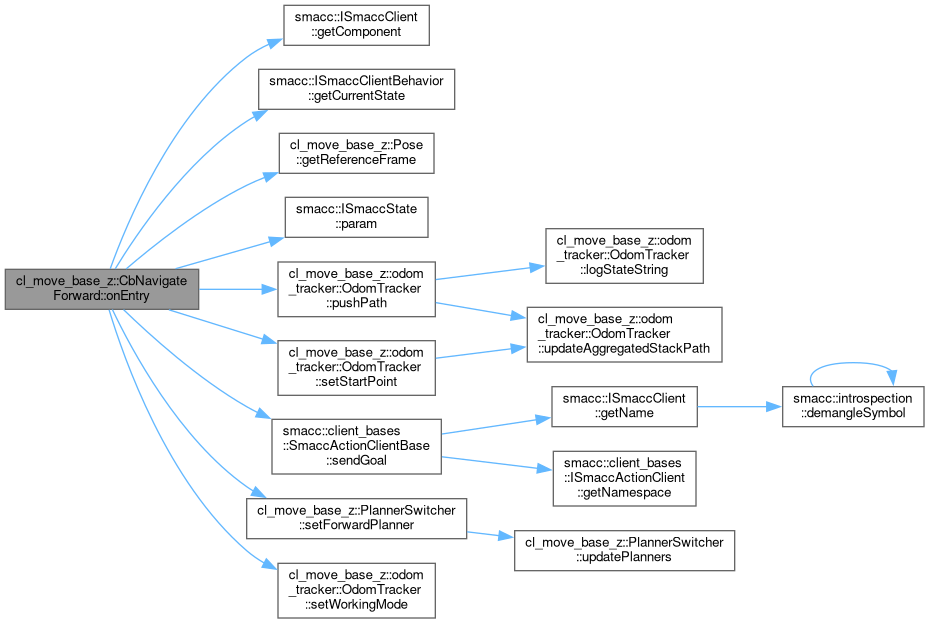 smacc::ISmaccClient
::getComponent
smacc::ISmaccClientBehavior
::getCurrentState
cl_move_base_z::Pose
::getReferenceFrame
smacc::ISmaccState
::param
cl_move_base_z::CbNavigate
Forward::onEntry
cl_move_base_z::odom
_tracker::OdomTracker
::pushPath
cl_move_base_z::odom
_tracker::OdomTracker
::logStateString
cl_move_base_z::odom
_tracker::OdomTracker
::updateAggregatedStackPath
cl_move_base_z::odom
_tracker::OdomTracker
::setStartPoint
smacc::client_bases
::SmaccActionClientBase
::sendGoal
smacc::ISmaccClient
::getName
smacc::introspection
::demangleSymbol
smacc::client_bases
::ISmaccActionClient
::getNamespace
cl_move_base_z::PlannerSwitcher
::setForwardPlanner
cl_move_base_z::PlannerSwitcher
::updatePlanners
cl_move_base_z::odom
_tracker::OdomTracker
::setWorkingMode